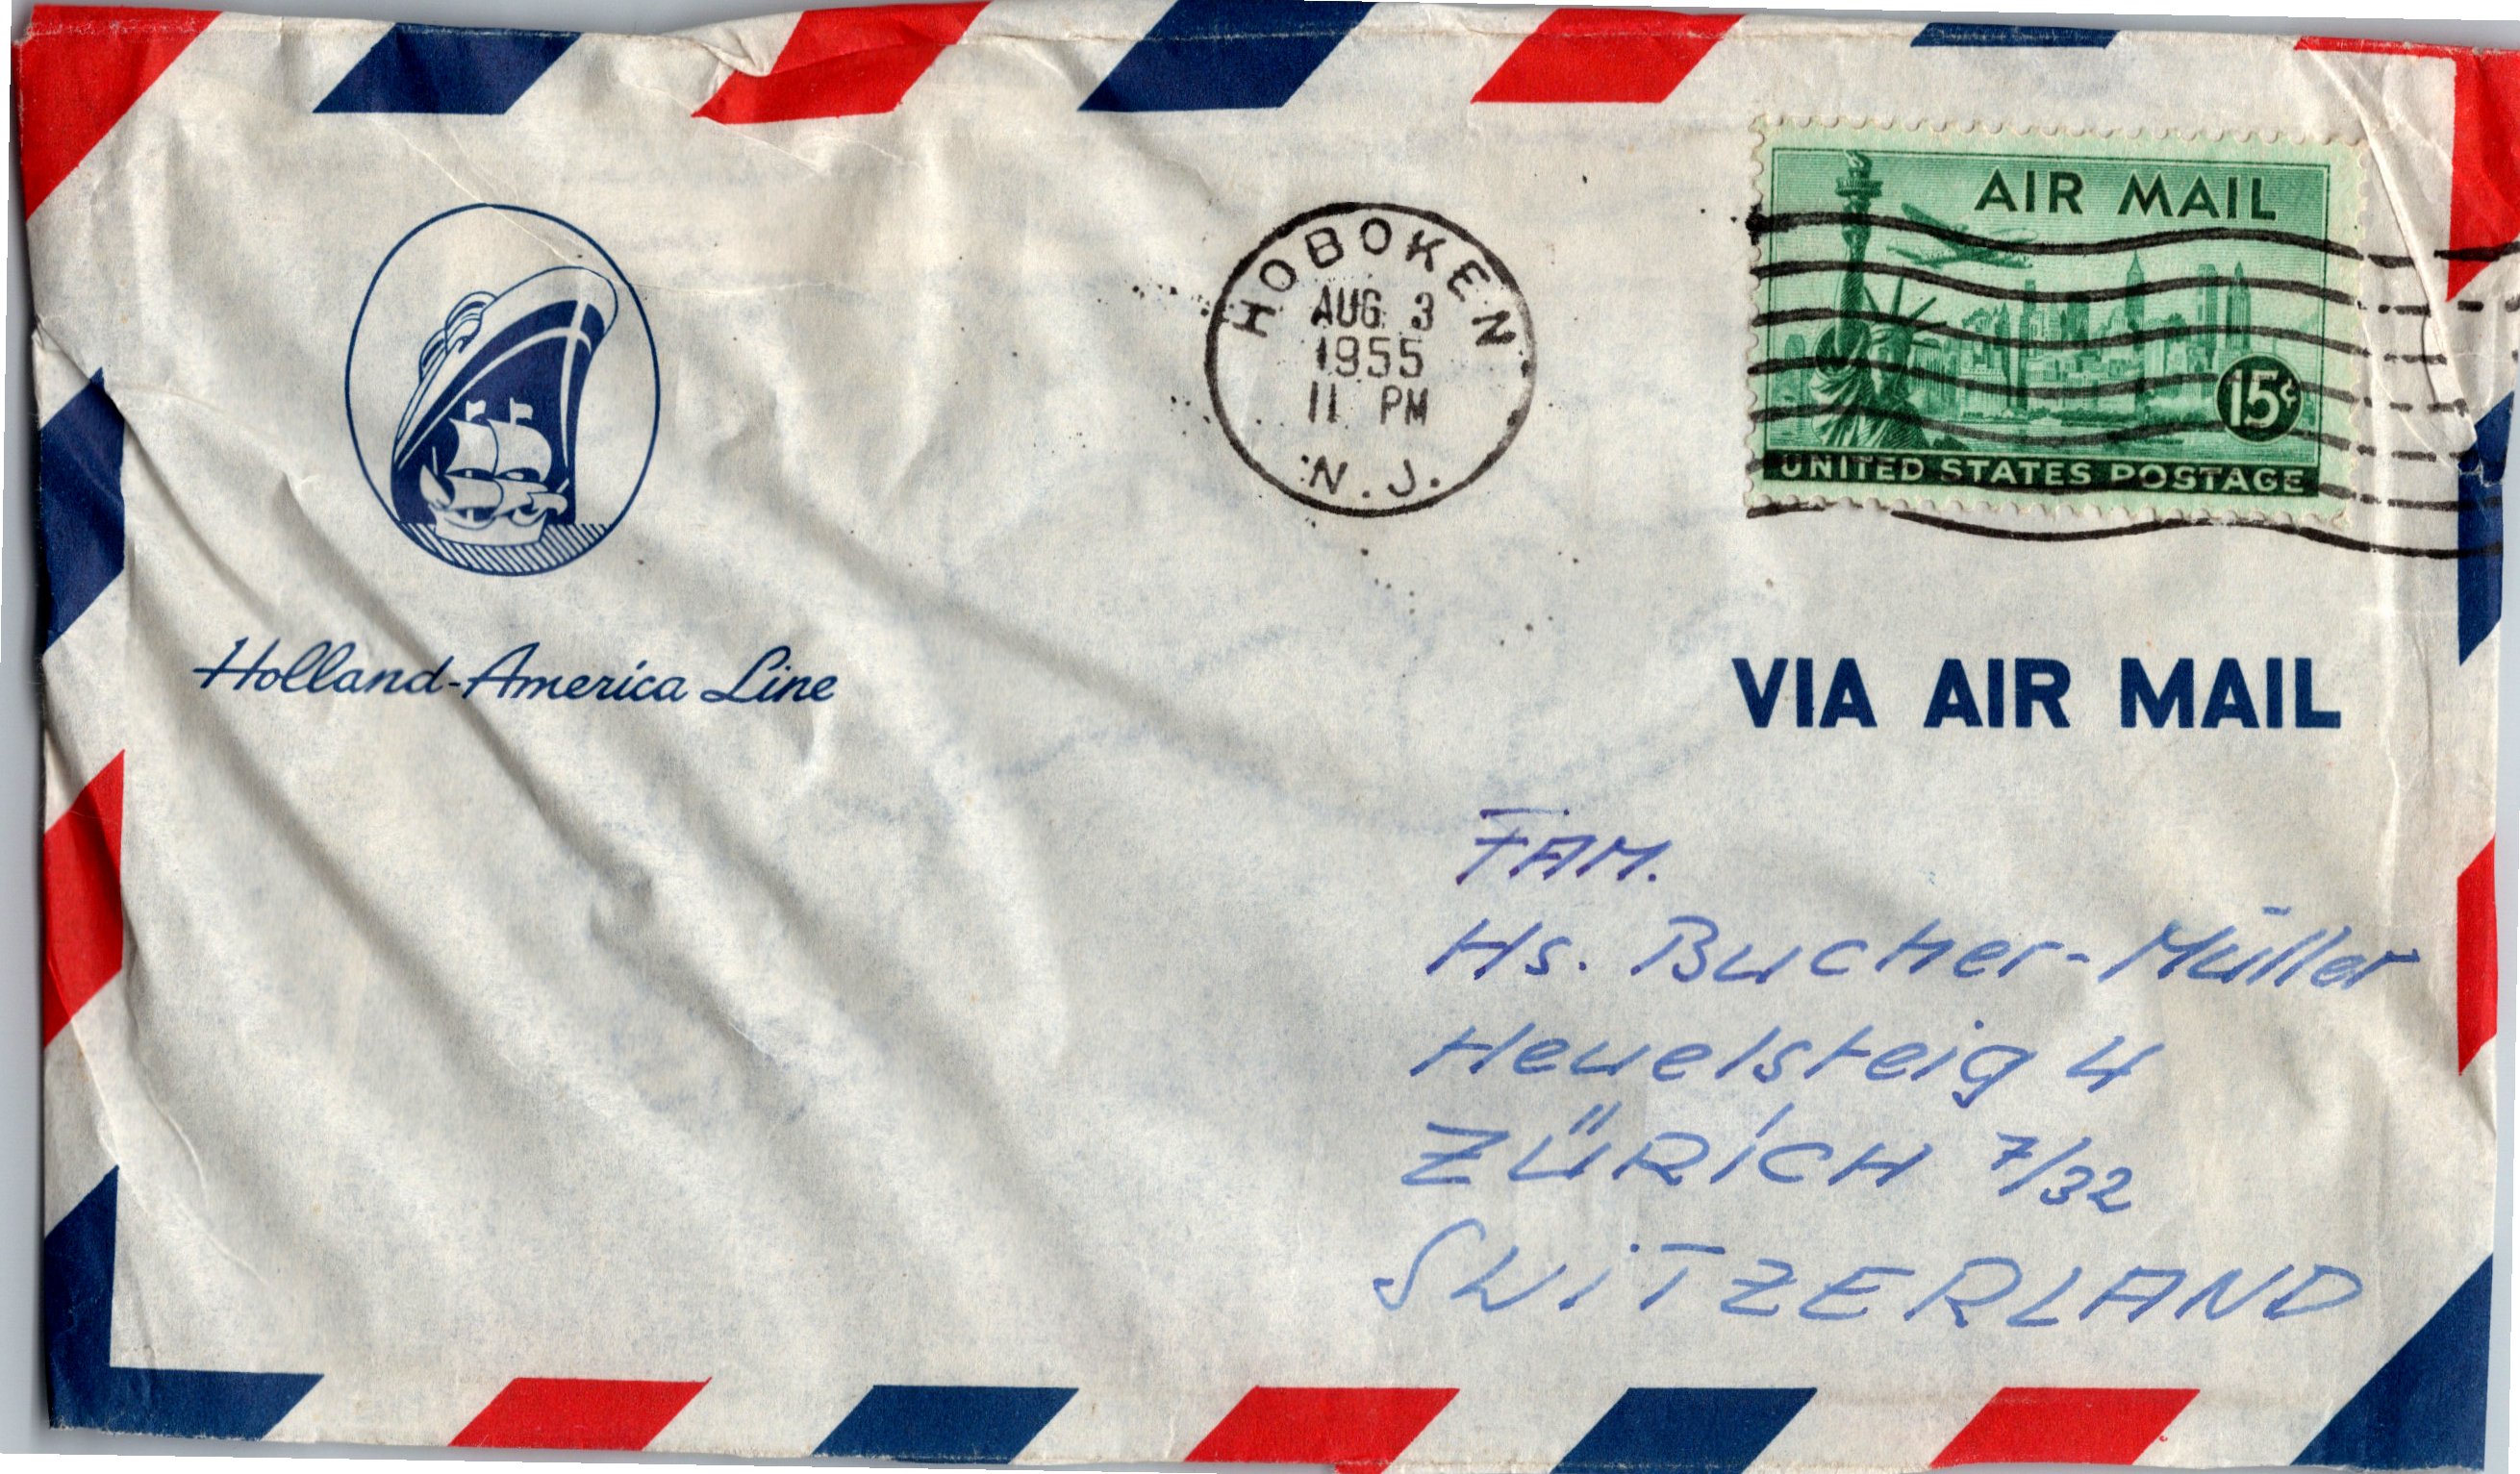 HOBOKEN
AUG 3
1955
11 PM
N.J.
AIR MAIL
15¢
UNITED STATES POSTAGE
Holland-America Line
VIA AIR MAIL
FAM.
Hs. Bucher-Müller
Heuelsteig 4
ZÜRICH 7/32
SWITZERLAND